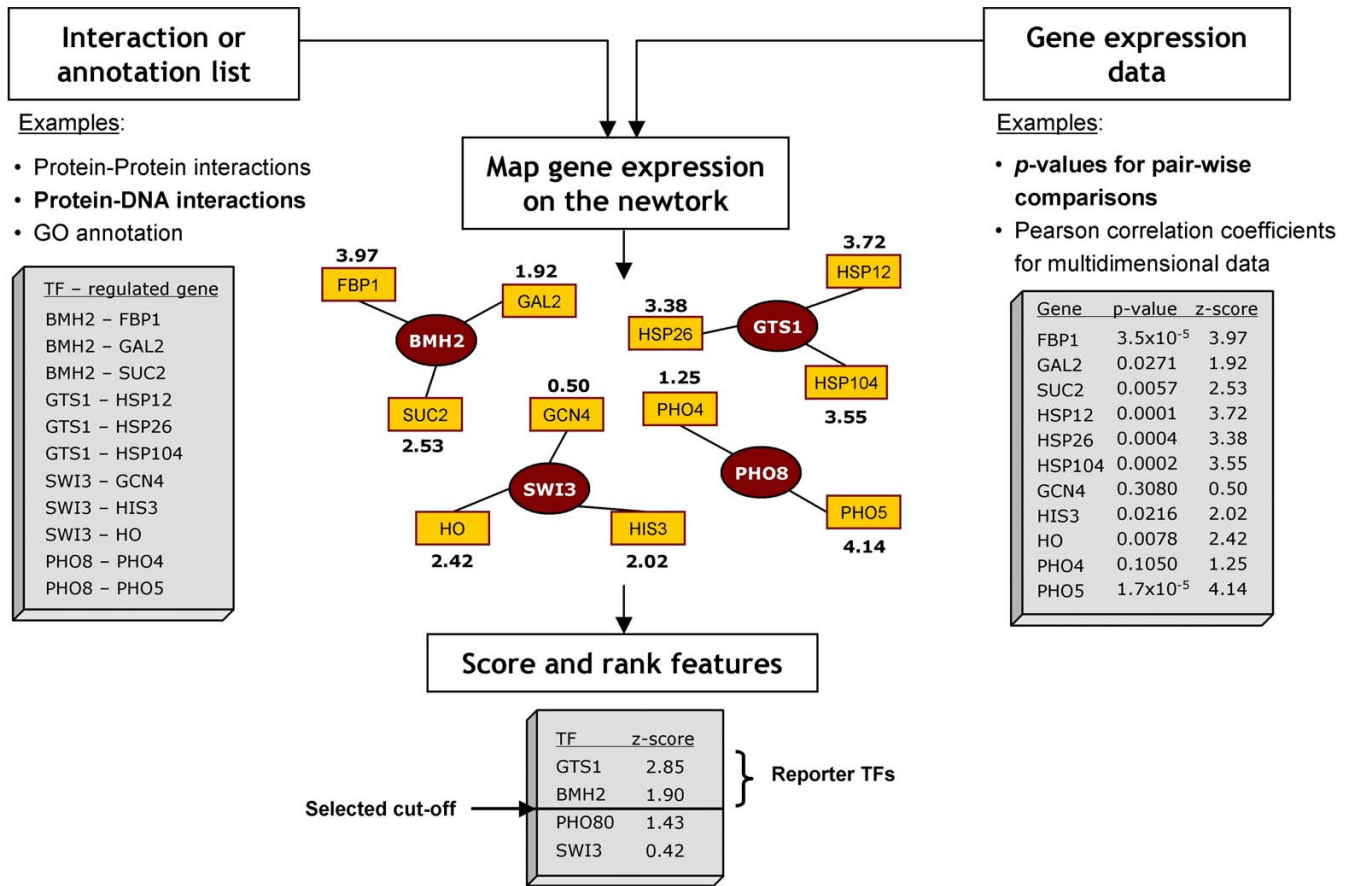 Interaction or
annotation list
Gene expression
data
Examples:
• Protein-Protein interactions
• Protein-DNA interactions
• GO annotation
TF – regulated gene
BMH2 – FBP1
BMH2 – GAL2
BMH2 – SUC2
GTS1 – HSP12
GTS1 – HSP26
GTS1 – HSP104
SWI3 – GCN4
SWI3 – HIS3
SWI3 – HO
PHO8 – PHO4
PHO8 – PHO5
Map gene expression
on the newtork
3.97
FBP1
1.92
GAL2
BMH2
SUC2
2.53
3.72
HSP12
3.38
HSP26
GTS1
HSP104
3.55
0.50
GCN4
SWI3
HO
2.42
HIS3
2.02
1.25
PHO4
PHO8
PHO5
4.14
Examples:
• p-values for pair-wise
comparisons
• Pearson correlation coefficients
for multidimensional data
Gene p-value z-score
FBP1 3.5x10⁻⁵ 3.97
GAL2 0.0271 1.92
SUC2 0.0057 2.53
HSP12 0.0001 3.72
HSP26 0.0004 3.38
HSP104 0.0002 3.55
GCN4 0.3080 0.50
HIS3 0.0216 2.02
HO 0.0078 2.42
PHO4 0.1050 1.25
PHO5 1.7x10⁻⁵ 4.14
Score and rank features
TF z-score
GTS1 2.85
BMH2 1.90
PHO80 1.43
SWI3 0.42
Reporter TFs
Selected cut-off